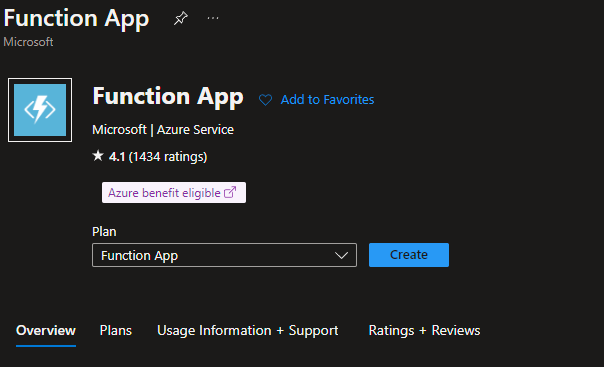 Function App
Microsoft
Function App
Add to Favorites
Microsoft | Azure Service
★ 4.1 (1434 ratings)
Azure benefit eligible
Plan
Function App
Create
Overview Plans Usage Information + Support Ratings + Reviews